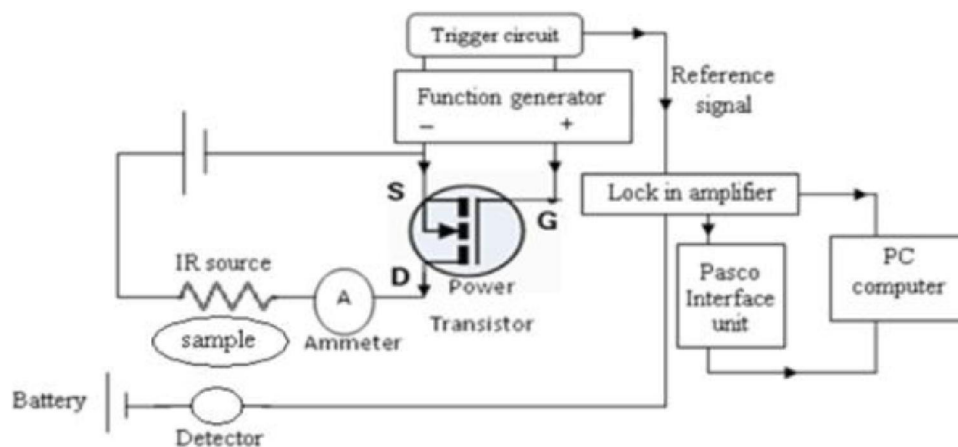 Trigger circuit
Function generator
− +
Reference
signal
S
G
D
Lock in amplifier
IR source
A
Power
Transistor
Ammeter
sample
Pasco
Interface
unit
PC
computer
Battery
Detector